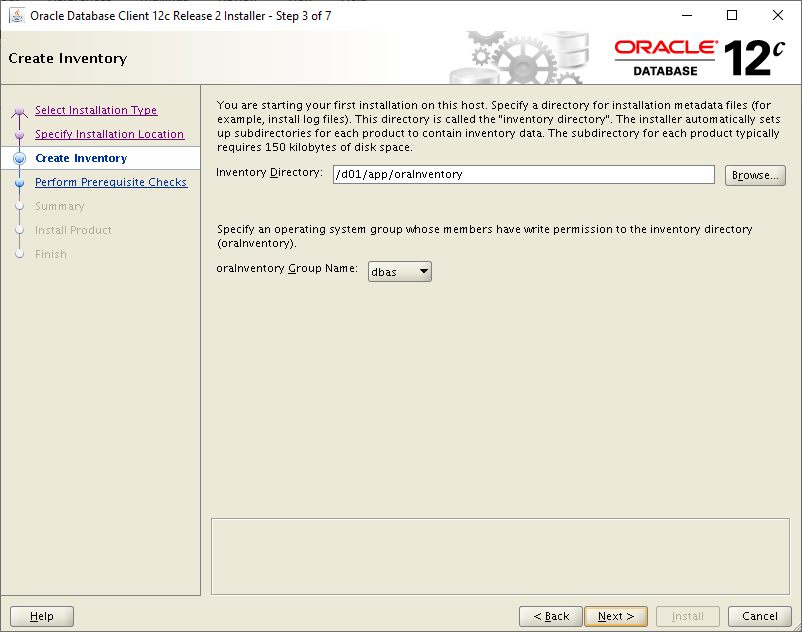 Oracle Database Client 12c Release 2 Installer - Step 3 of 7
Create Inventory
ORACLE®
DATABASE
12c
Select Installation Type
Specify Installation Location
Create Inventory
Perform Prerequisite Checks
Summary
Install Product
Finish
You are starting your first installation on this host. Specify a directory for installation metadata files (for
example, install log files). This directory is called the "inventory directory". The installer automatically sets
up subdirectories for each product to contain inventory data. The subdirectory for each product typically
requires 150 kilobytes of disk space.
Inventory Directory: /d01/app/oraInventory Browse...
Specify an operating system group whose members have write permission to the inventory directory
(oraInventory).
oraInventory Group Name: dbas
Help < Back Next > Install Cancel